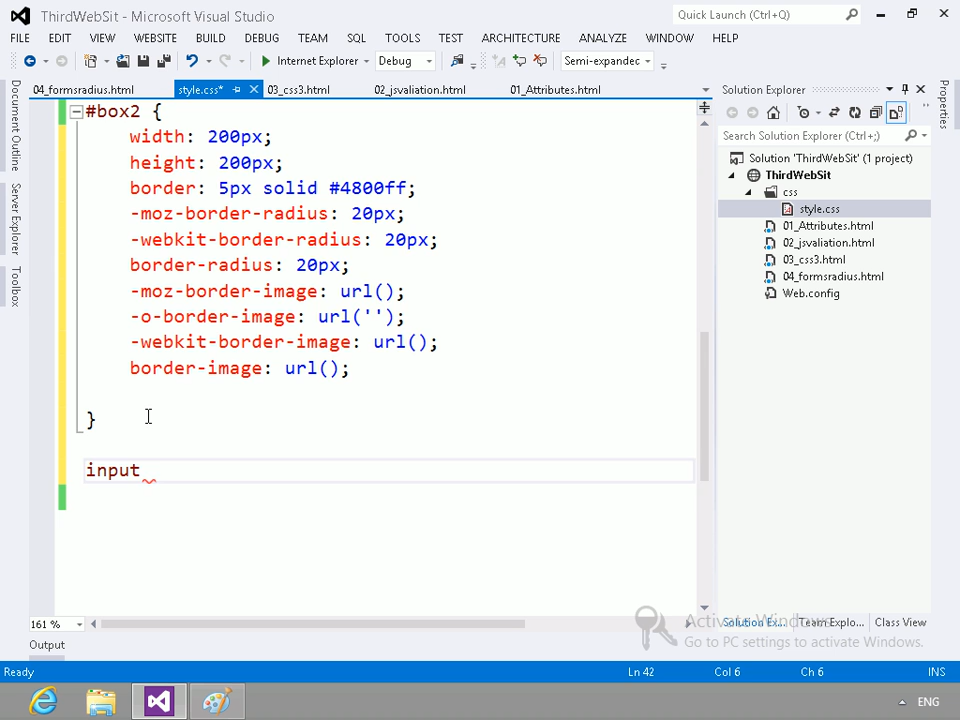 ThirdWebSit - Microsoft Visual Studio
Quick Launch (Ctrl+Q)
FILE EDIT VIEW WEBSITE BUILD DEBUG TEAM SQL TOOLS TEST ARCHITECTURE ANALYZE WINDOW HELP
Internet Explorer Debug Semi-expandec
04_formsradius.html style.css* 03_css3.html 02_jsvaliation.html 01_Attributes.html
Document Outline
Server Explorer
Toolbox
#box2 {
width: 200px;
height: 200px;
border: 5px solid #4800ff;
-moz-border-radius: 20px;
-webkit-border-radius: 20px;
border-radius: 20px;
-moz-border-image: url();
-o-border-image: url('');
-webkit-border-image: url();
border-image: url();
}
input
161 %
Solution Explorer
Search Solution Explorer (Ctrl+;)
Solution 'ThirdWebSit' (1 project)
ThirdWebSit
css
style.css
01_Attributes.html
02_jsvaliation.html
03_css3.html
04_formsradius.html
Web.config
Properties
Solution Ex... Team Explo... Class View
Activate Windows
Go to PC settings to activate Windows.
Output
Ready Ln 42 Col 6 Ch 6 INS
ENG